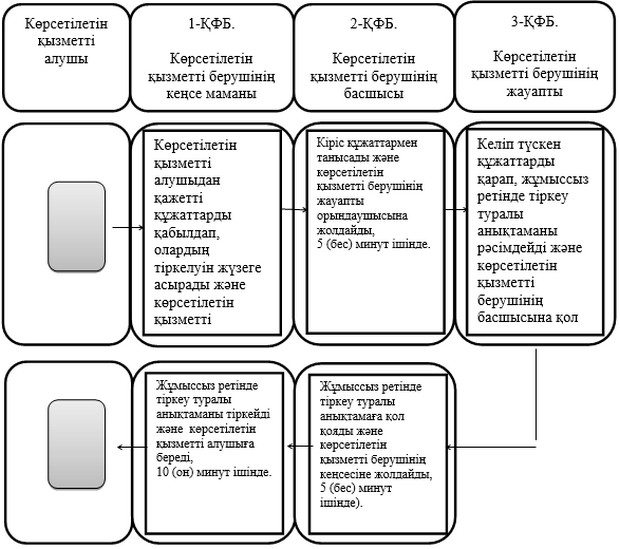 Көрсетілетін
қызметті
алушы
1-ҚФБ.
Көрсетілетін
қызметті берушінің
кеңсе маманы
2-ҚФБ.
Көрсетілетін
қызметті берушінің
басшысы
3-ҚФБ.
Көрсетілетін
қызметті берушінің
жауапты
Көрсетілетін
қызметті
алушыдан
қажетті
құжаттарды
қабылдап,
олардың
тіркелуін жүзеге
асырады және
көрсетілетін
қызметті
Кіріс құжаттармен
танысады және
көрсетілетін
қызметті берушінің
жауапты
орындаушысына
жолдайды,
5 (бес) минут ішінде.
Келіп түскен
құжаттарды
қарап, жұмыссыз
ретінде тіркеу
туралы
анықтаманы
рәсімдейді және
көрсетілетін
қызметті
берушінің
басшысына қол
Жұмыссыз ретінде
тіркеу туралы
анықтаманы тіркейді
және көрсетілетін
қызметті алушыға
береді,
10 (он) минут ішінде.
Жұмыссыз ретінде
тіркеу туралы
анықтамаға қол
қояды және
көрсетілетін
қызметті берушінің
кеңсесіне жолдайды,
5 (бес) минут
ішінде).